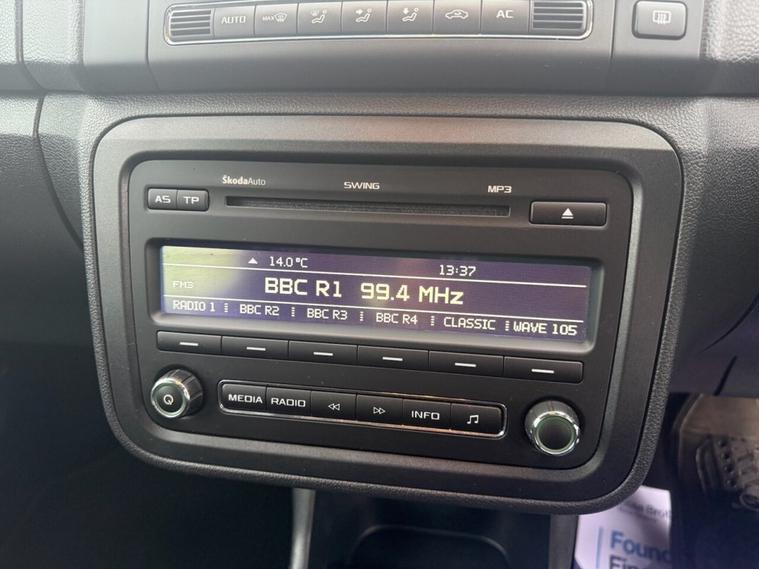 AUTO MAX AC
ŠkodaAuto SWING MP3
AS TP
14.0°C 13:37
FM3 BBC R1 99.4 MHz
RADIO 1 BBC R2 BBC R3 BBC R4 CLASSIC WAVE 105
MEDIA RADIO INFO
Found